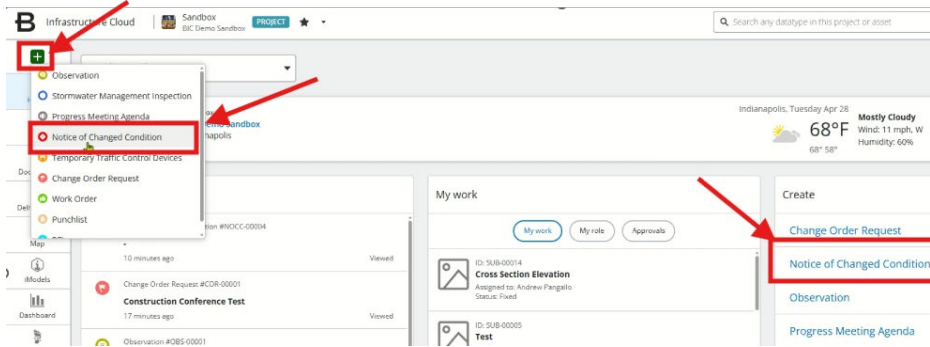 Infrastructure Cloud
Sandbox
BIC Demo Sandbox
PROJECT
Search any datatype in this project or asset
Observation
Stormwater Management Inspection
Progress Meeting Agenda
Notice of Changed Condition
Temporary Traffic Control Devices
Change Order Request
Work Order
Punchlist
Map
iModels
Dashboard
#NOCC-00004
10 minutes ago
Viewed
Change Order Request #COR-00001
Construction Conference Test
17 minutes ago
Viewed
Observation #OBS-00001
My work
My work
My role
Approvals
ID: SUB-00014
Cross Section Elevation
Assigned to: Andrew Pangallo
Status: Fixed
ID: SUB-00005
Test
Indianapolis, Tuesday Apr 28
68°F
68° 58°
Mostly Cloudy
Wind: 11 mph, W
Humidity: 60%
Create
Change Order Request
Notice of Changed Condition
Observation
Progress Meeting Agenda